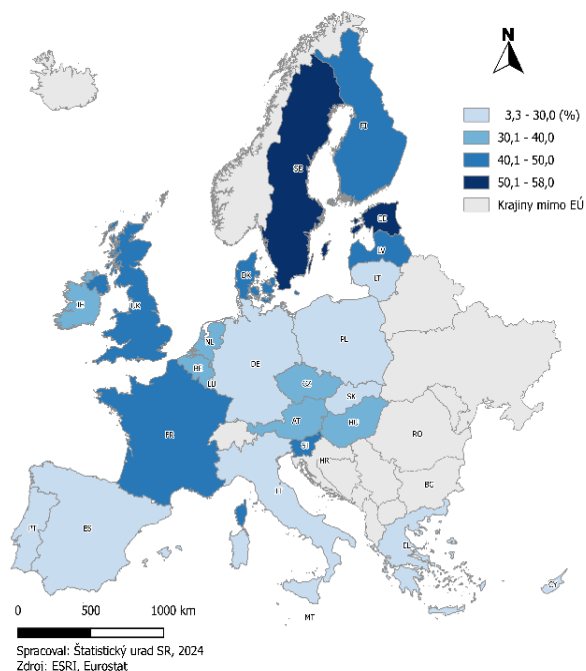 N
3,3 - 30,0 (%)
30,1 - 40,0
40,1 - 50,0
50,1 - 58,0
Krajiny mimo EÚ
FI
SE
LV
LT
DK
UK
NL
PL
DE
BE
LU
CZ
SK
AT
HU
FR
SI
RO
HR
BG
IT
PT
ES
EL
CY
MT
0 500 1000 km
Spracoval: Štatistický urad SR, 2024
Zdroj: ESRI, Eurostat